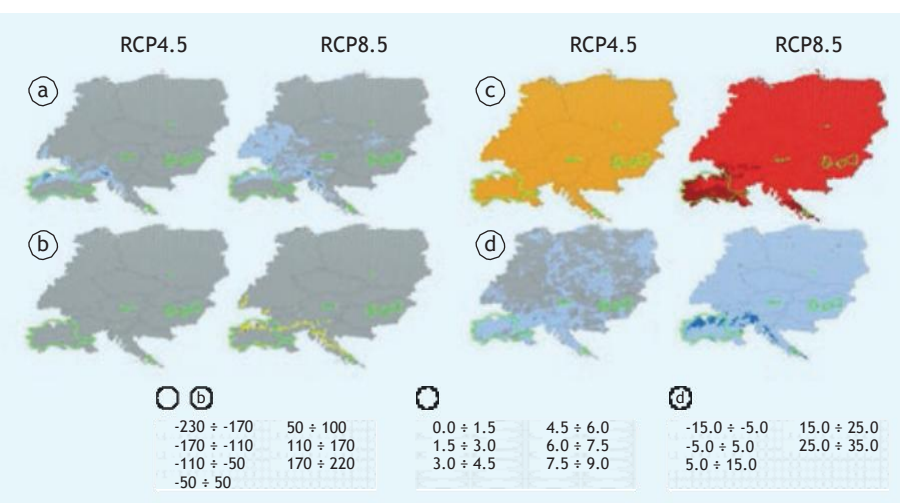 RCP4.5 RCP8.5 RCP4.5 RCP8.5
a
c
b
d
b
d
-230 ÷ -170 50 ÷ 100
-170 ÷ -110 110 ÷ 170
-110 ÷ -50 170 ÷ 220
-50 ÷ 50
0.0 ÷ 1.5 4.5 ÷ 6.0
1.5 ÷ 3.0 6.0 ÷ 7.5
3.0 ÷ 4.5 7.5 ÷ 9.0
-15.0 ÷ -5.0 15.0 ÷ 25.0
-5.0 ÷ 5.0 25.0 ÷ 35.0
5.0 ÷ 15.0